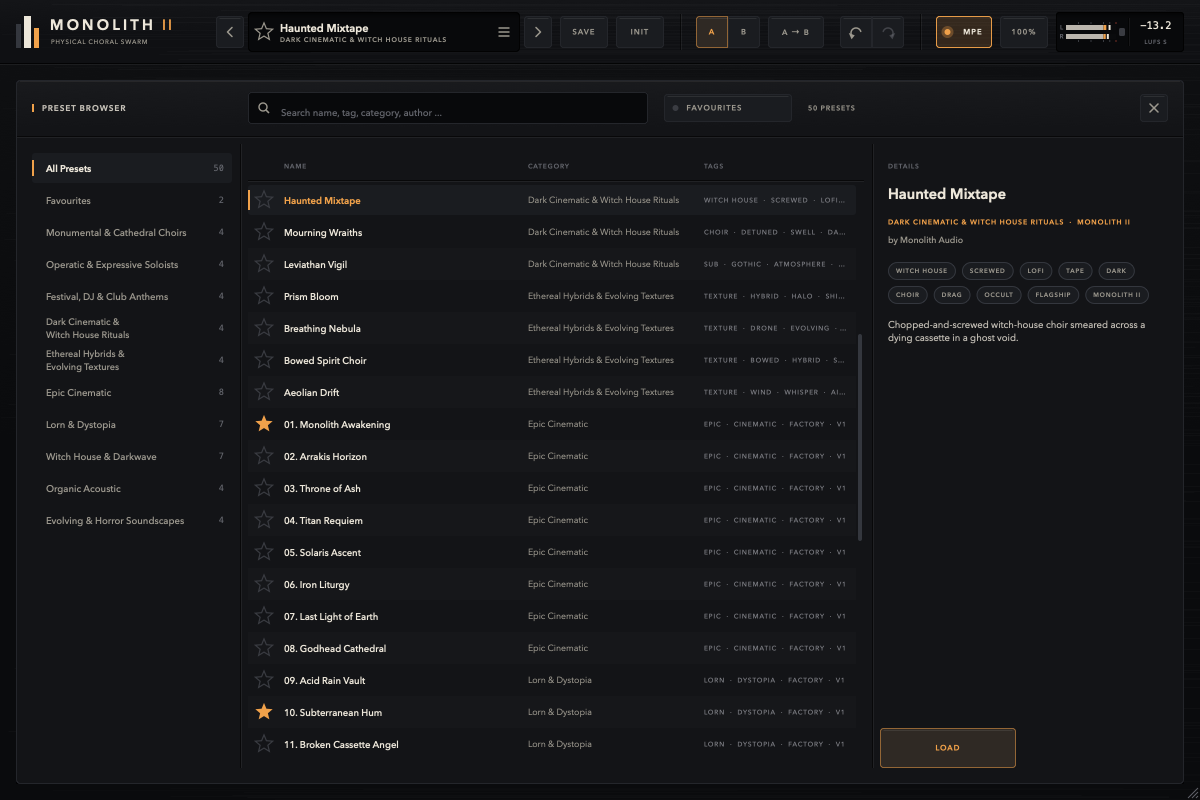 MONOLITH II
PHYSICAL CHORAL SWARM
Haunted Mixtape
DARK CINEMATIC & WITCH HOUSE RITUALS
SAVE
INIT
A
B
A → B
MPE
100%
L
R
-13.2
LUFS S
PRESET BROWSER
Search name, tag, category, author ...
FAVOURITES
50 PRESETS
All Presets 50
Favourites 2
Monumental & Cathedral Choirs 4
Operatic & Expressive Soloists 4
Festival, DJ & Club Anthems 4
Dark Cinematic &
Witch House Rituals 4
Ethereal Hybrids &
Evolving Textures 4
Epic Cinematic 8
Lorn & Dystopia 7
Witch House & Darkwave 7
Organic Acoustic 4
Evolving & Horror Soundscapes 4
NAME CATEGORY TAGS
Haunted Mixtape Dark Cinematic & Witch House Rituals WITCH HOUSE · SCREWED · LOFI...
Mourning Wraiths Dark Cinematic & Witch House Rituals CHOIR · DETUNED · SWELL · DA...
Leviathan Vigil Dark Cinematic & Witch House Rituals SUB · GOTHIC · ATMOSPHERE · ...
Prism Bloom Ethereal Hybrids & Evolving Textures TEXTURE · HYBRID · HALO · SHI...
Breathing Nebula Ethereal Hybrids & Evolving Textures TEXTURE · DRONE · EVOLVING · ...
Bowed Spirit Choir Ethereal Hybrids & Evolving Textures TEXTURE · BOWED · HYBRID · S...
Aeolian Drift Ethereal Hybrids & Evolving Textures TEXTURE · WIND · WHISPER · AI...
01. Monolith Awakening Epic Cinematic EPIC · CINEMATIC · FACTORY · V1
02. Arrakis Horizon Epic Cinematic EPIC · CINEMATIC · FACTORY · V1
03. Throne of Ash Epic Cinematic EPIC · CINEMATIC · FACTORY · V1
04. Titan Requiem Epic Cinematic EPIC · CINEMATIC · FACTORY · V1
05. Solaris Ascent Epic Cinematic EPIC · CINEMATIC · FACTORY · V1
06. Iron Liturgy Epic Cinematic EPIC · CINEMATIC · FACTORY · V1
07. Last Light of Earth Epic Cinematic EPIC · CINEMATIC · FACTORY · V1
08. Godhead Cathedral Epic Cinematic EPIC · CINEMATIC · FACTORY · V1
09. Acid Rain Vault Lorn & Dystopia LORN · DYSTOPIA · FACTORY · V1
10. Subterranean Hum Lorn & Dystopia LORN · DYSTOPIA · FACTORY · V1
11. Broken Cassette Angel Lorn & Dystopia LORN · DYSTOPIA · FACTORY · V1
DETAILS
Haunted Mixtape
DARK CINEMATIC & WITCH HOUSE RITUALS · MONOLITH II
by Monolith Audio
WITCH HOUSE SCREWED LOFI TAPE DARK
CHOIR DRAG OCCULT FLAGSHIP MONOLITH II
Chopped-and-screwed witch-house choir smeared across a
dying cassette in a ghost void.
LOAD